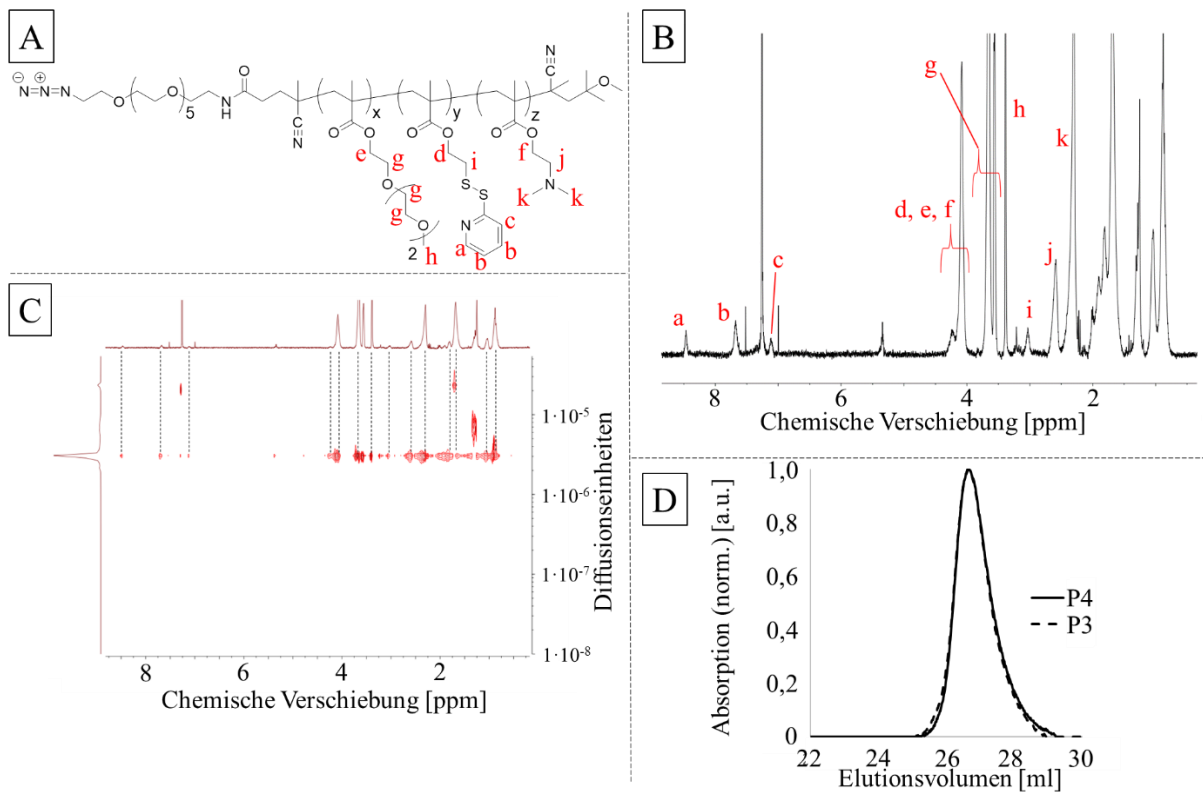 A
N
N
N
O
O
5
N
H
O
N
N
O
x
y
z
O
O
O
O
O
O
e
d
f
g
i
j
O
S
N
g
S
k
k
g
O
N
c
2
h
a
b
b
B
g
h
k
d, e, f
c
j
a
b
i
8
6
4
2
Chemische Verschiebung [ppm]
C
1·10⁻⁵
1·10⁻⁶
1·10⁻⁷
1·10⁻⁸
Diffusionseinheiten
8
6
4
2
Chemische Verschiebung [ppm]
D
1,0
0,8
0,6
0,4
0,2
0
Absorption (norm.) [a.u.]
P4
P3
22
24
26
28
30
Elutionsvolumen [ml]